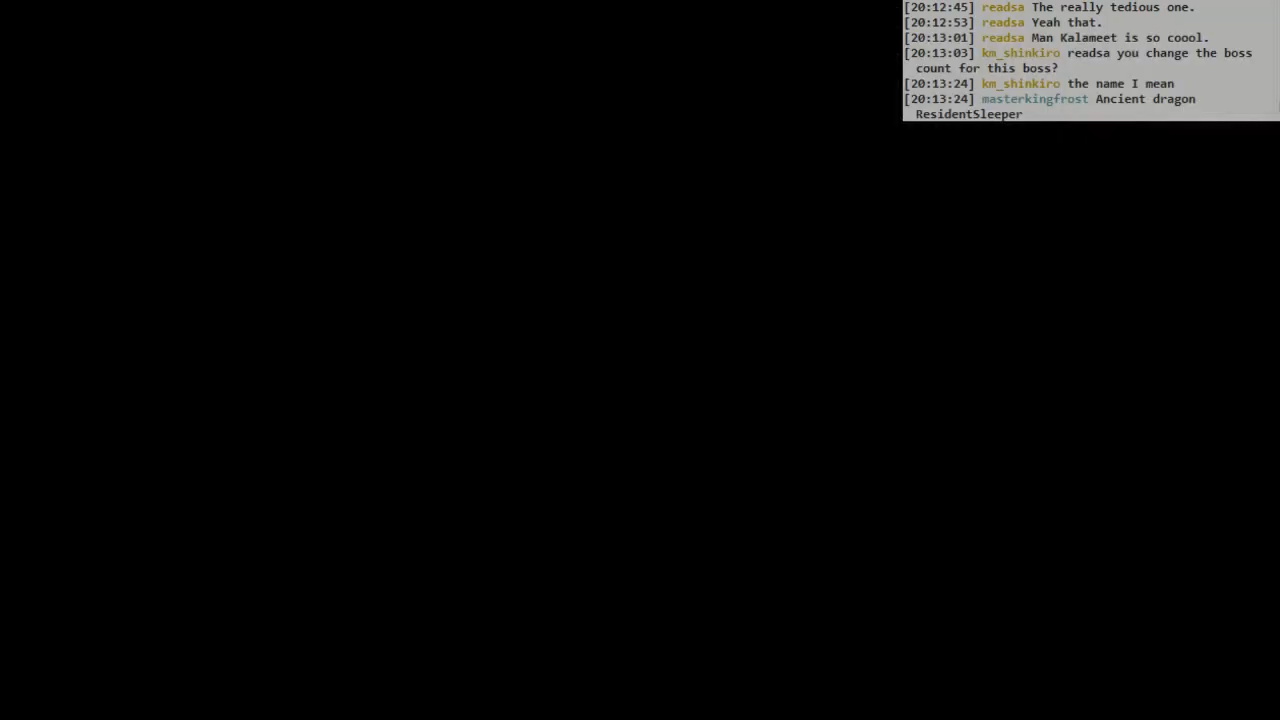 [20:12:45] readsa The really tedious one.
[20:12:53] readsa Yeah that.
[20:13:01] readsa Man Kalameet is so coool.
[20:13:03] km_shinkiro readsa you change the boss
count for this boss?
[20:13:24] km_shinkiro the name I mean
[20:13:24] masterkingfrost Ancient dragon
ResidentSleeper